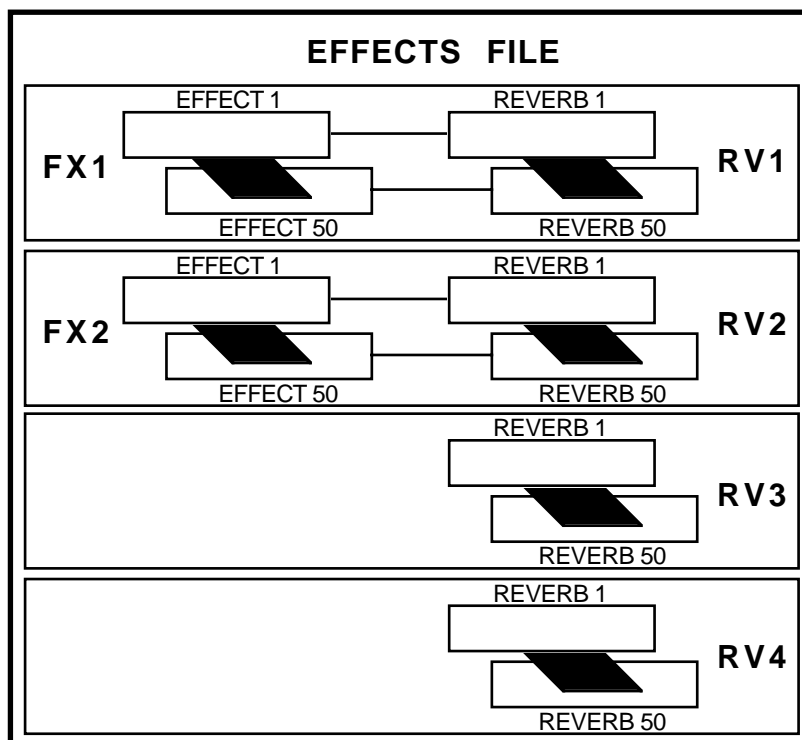 EFFECTS FILE
EFFECT 1 REVERB 1
FX1 RV1
EFFECT 50 REVERB 50
EFFECT 1 REVERB 1
FX2 RV2
EFFECT 50 REVERB 50
REVERB 1
RV3
REVERB 50
REVERB 1
RV4
REVERB 50